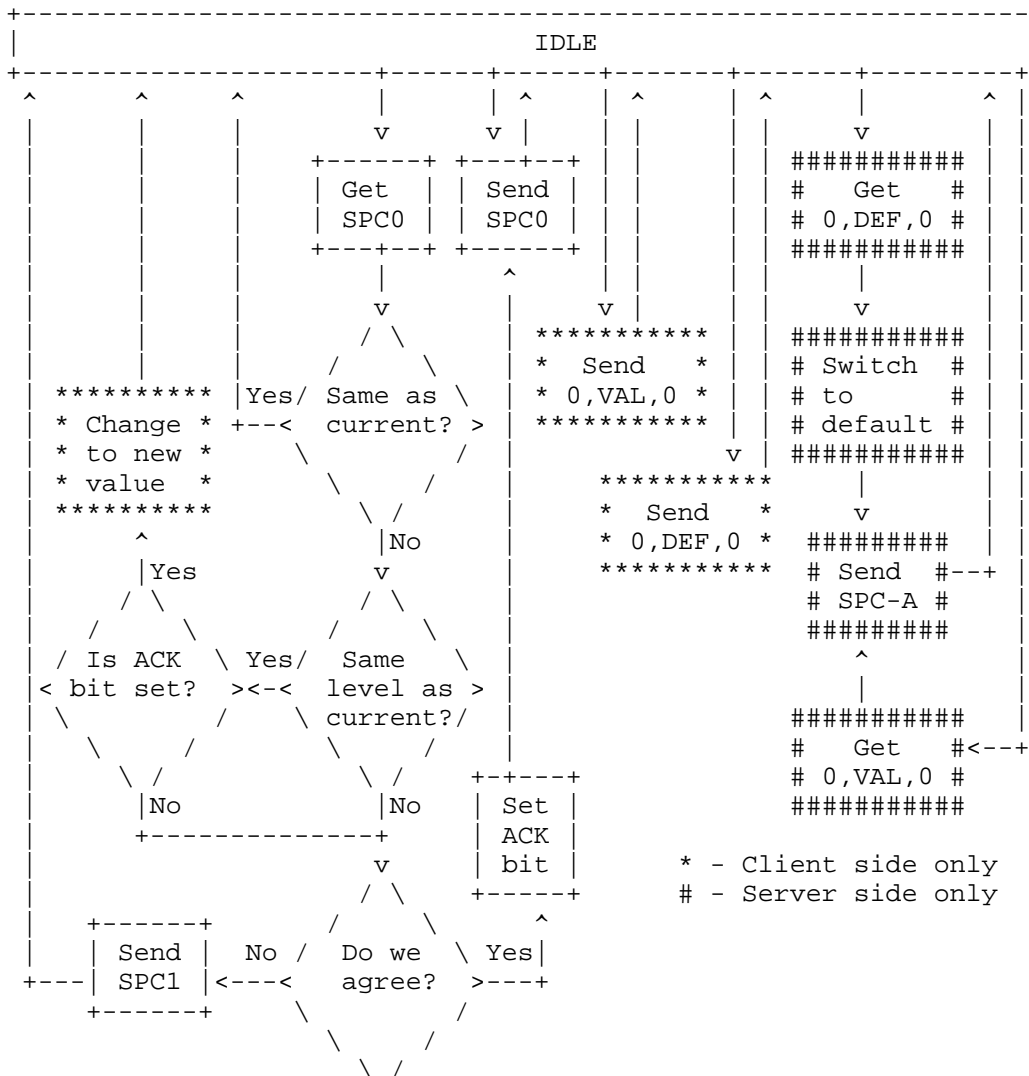 IDLE
Get Send # Get #
SPC0 SPC0 # 0,DEF,0 #
* Send * # Switch #
Yes Same as * 0,VAL,0 * # to #
* Change * current? # default #
* to new *
* value *
* Send *
No * 0,DEF,0 *
Yes # Send #
# SPC-A #
Is ACK Yes Same
bit set? level as
current?
# Get #
# 0,VAL,0 #
No No Set
ACK
bit * - Client side only
# - Server side only
Send No Do we Yes
SPC1 agree?